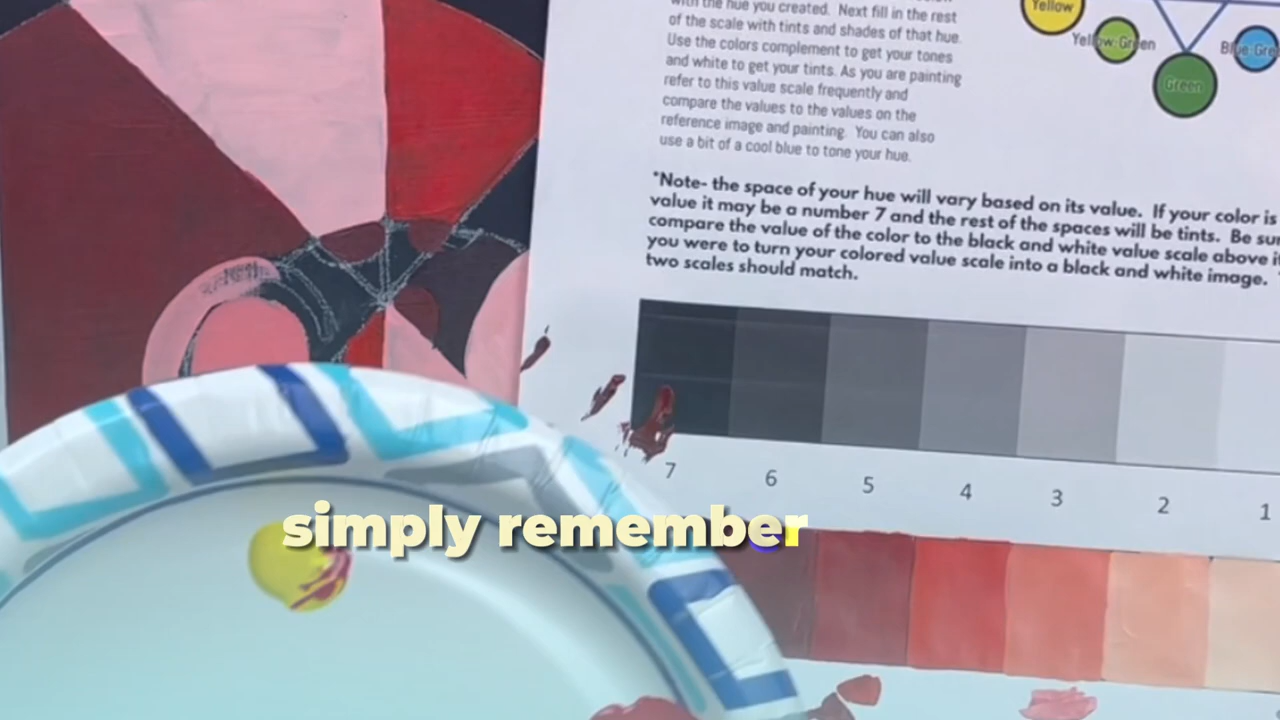 with the hue you created. Next fill in the rest
of the scale with tints and shades of that hue.
Use the colors complement to get your tones
and white to get your tints. As you are painting
refer to this value scale frequently and
compare the values to the values on the
reference image and painting. You can also
use a bit of a cool blue to tone your hue.
Yellow
Yellow-Green
Green
*Note- the space of your hue will vary based on its value. If your color is
value it may be a number 7 and the rest of the spaces will be tints. Be
compare the value of the color to the black and white value scale above
you were to turn your colored value scale into a black and white image.
two scales should match.
7 6 5 4 3 2 1
simply remember